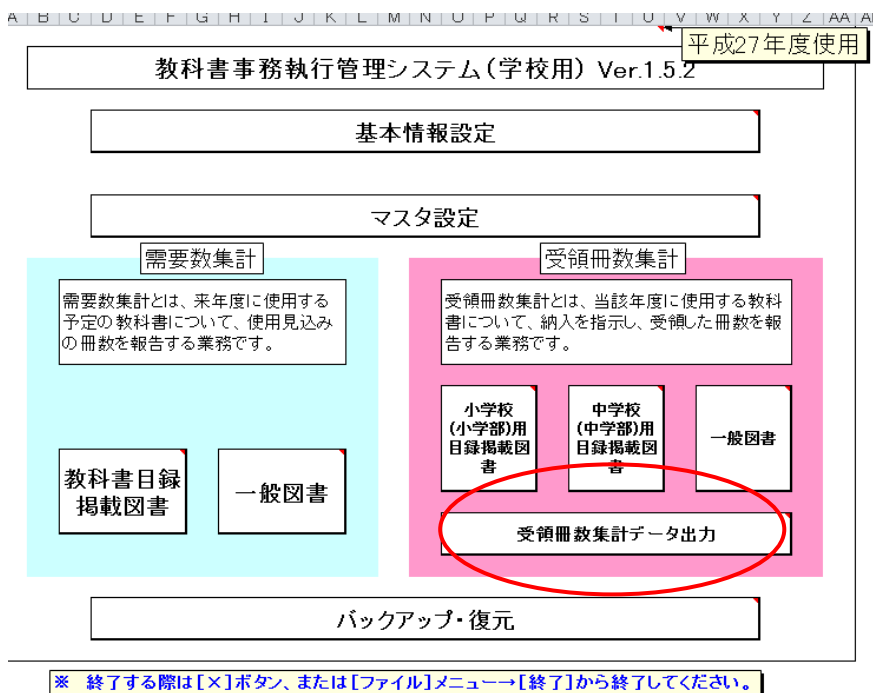 A B C D E F G H I J K L M N O P Q R S T U V W X Y Z AA A
平成27年度使用
教科書事務執行管理システム(学校用) Ver.1.5.2
基本情報設定
マスタ設定
需要数集計
需要数集計とは、来年度に使用する
予定の教科書について、使用見込み
の冊数を報告する業務です。
教科書目録
掲載図書
一般図書
受領冊数集計
受領冊数集計とは、当該年度に使用する教科
書について、納入を指示し、受領した冊数を報
告する業務です。
小学校
(小学部)用
目録掲載図
書
中学校
(中学部)用
目録掲載図
書
一般図書
受領冊数集計データ出力
バックアップ・復元
※ 終了する際は[×]ボタン、または[ファイル]メニュー→[終了]から終了してください。